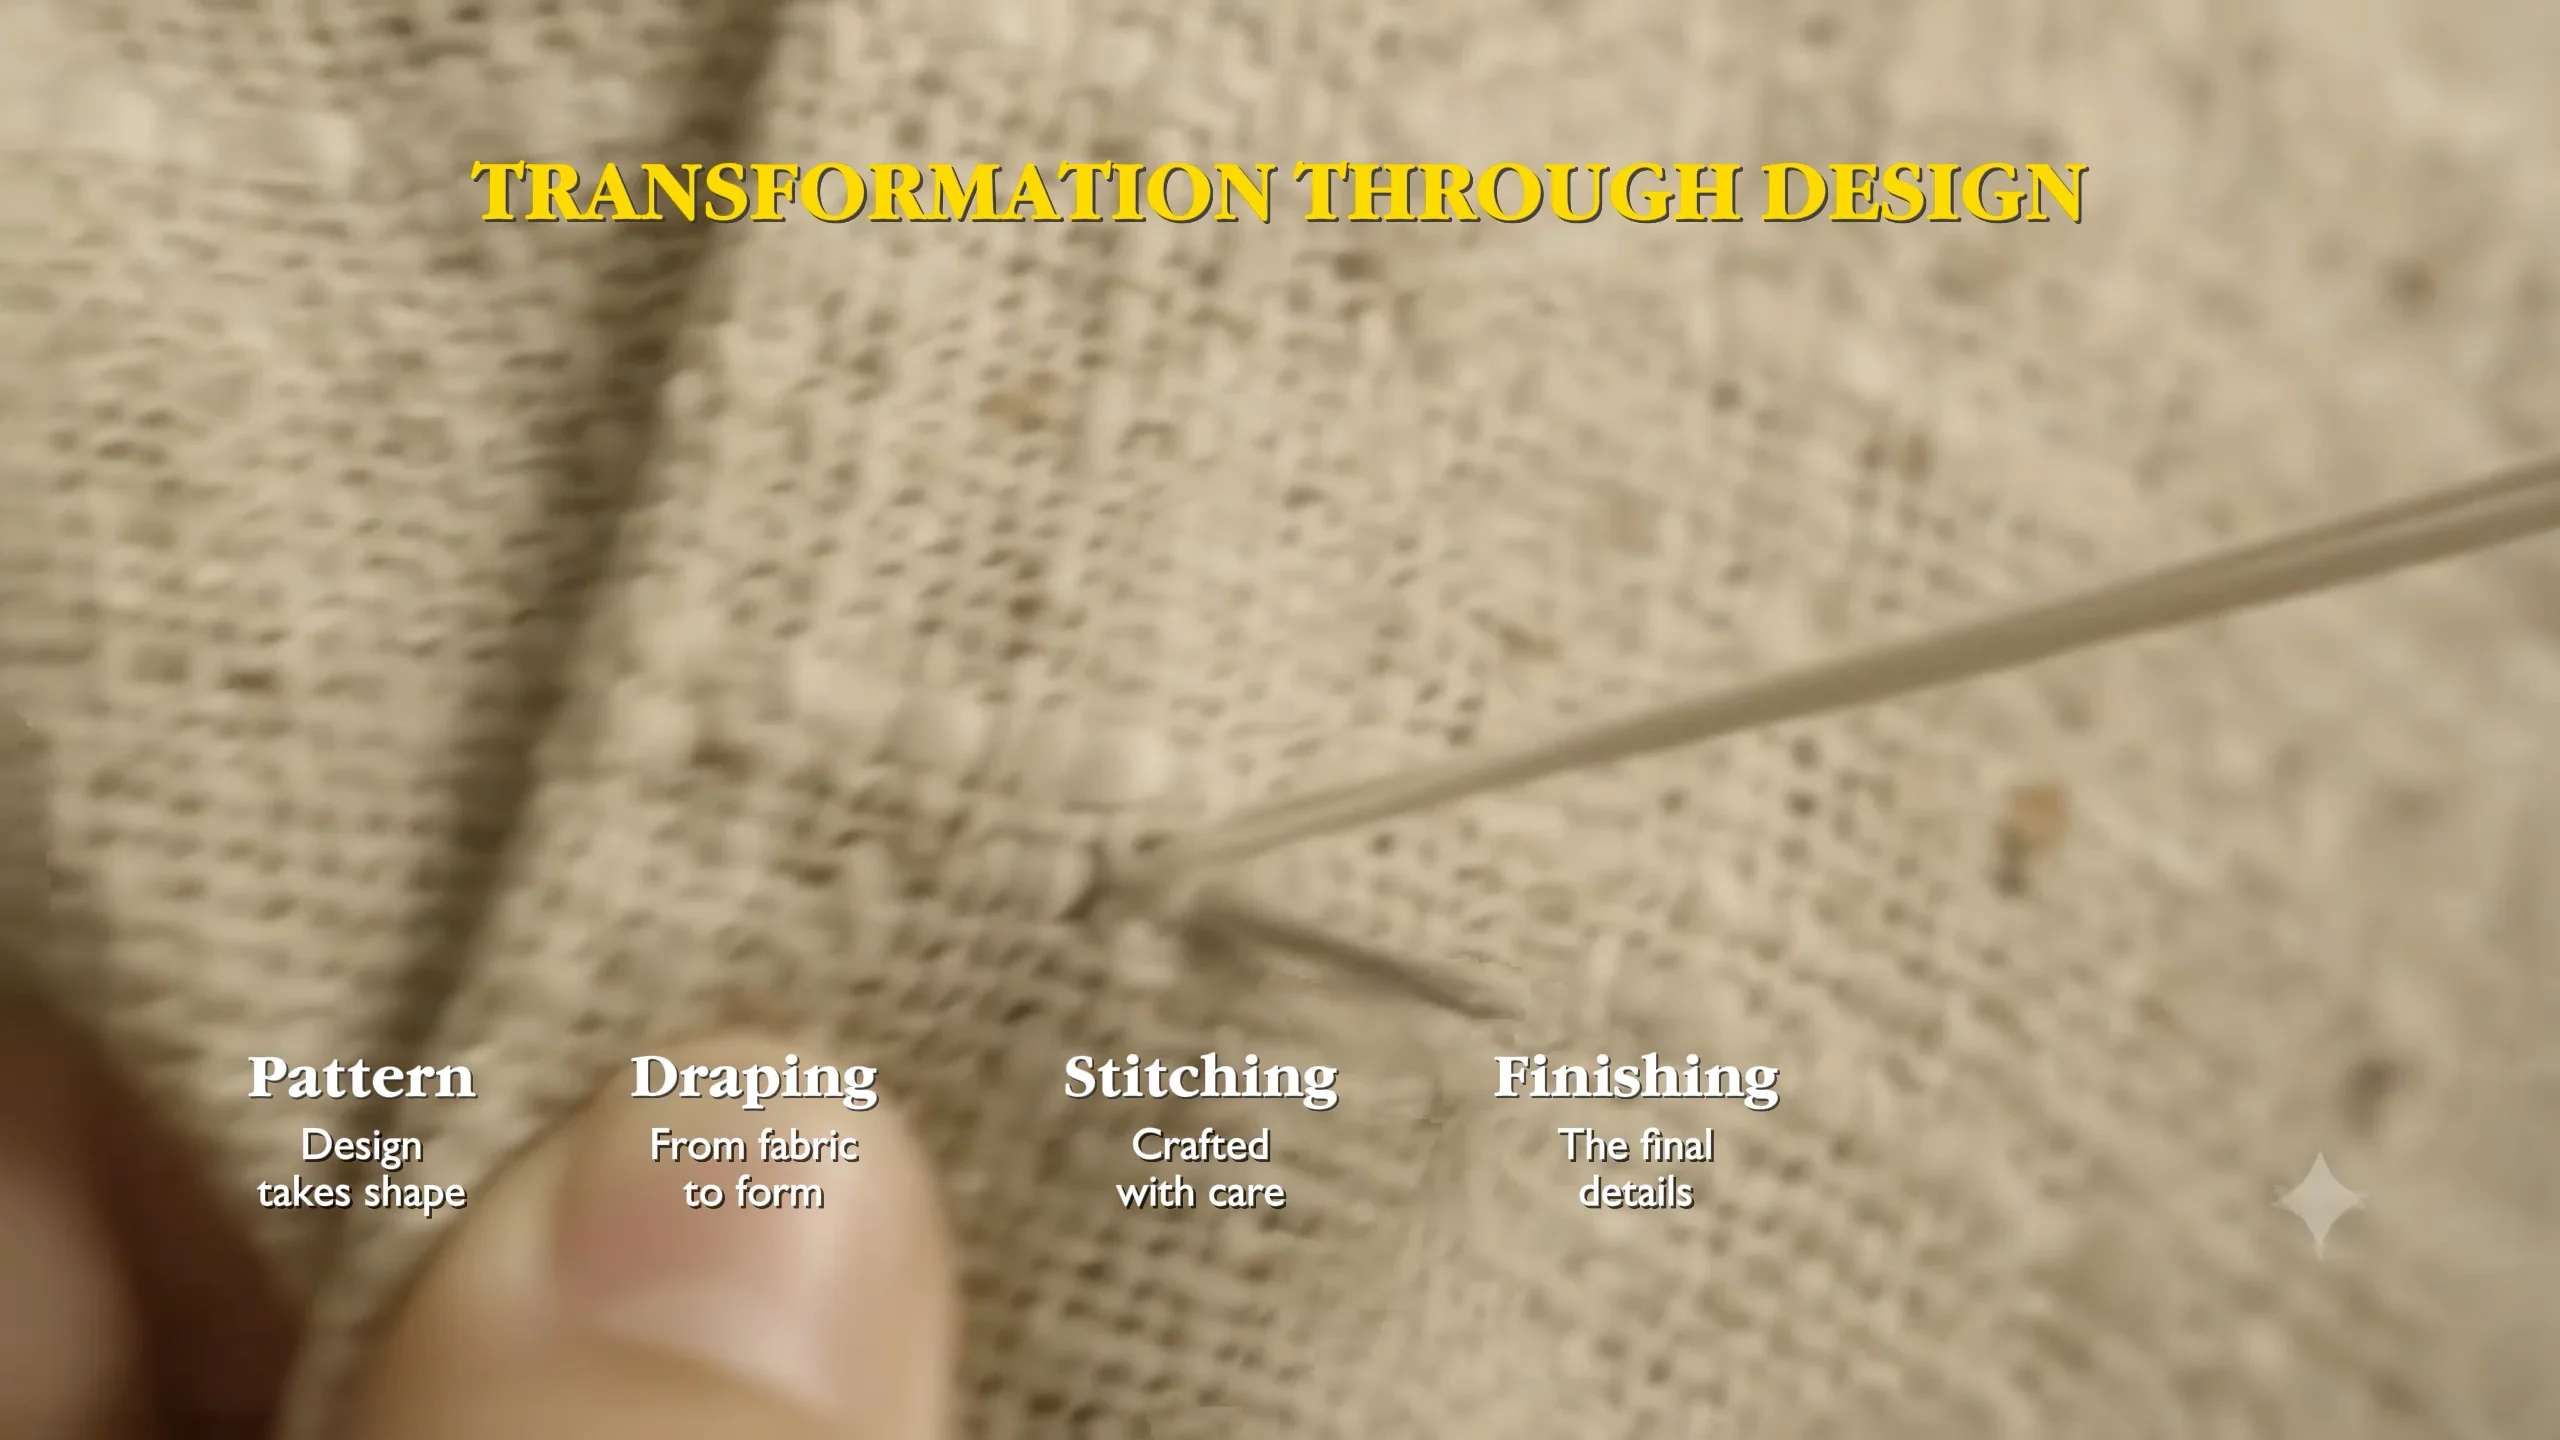 TRANSFORMATION THROUGH DESIGN
Pattern
Design
takes shape
Draping
From fabric
to form
Stitching
Crafted
with care
Finishing
The final
details